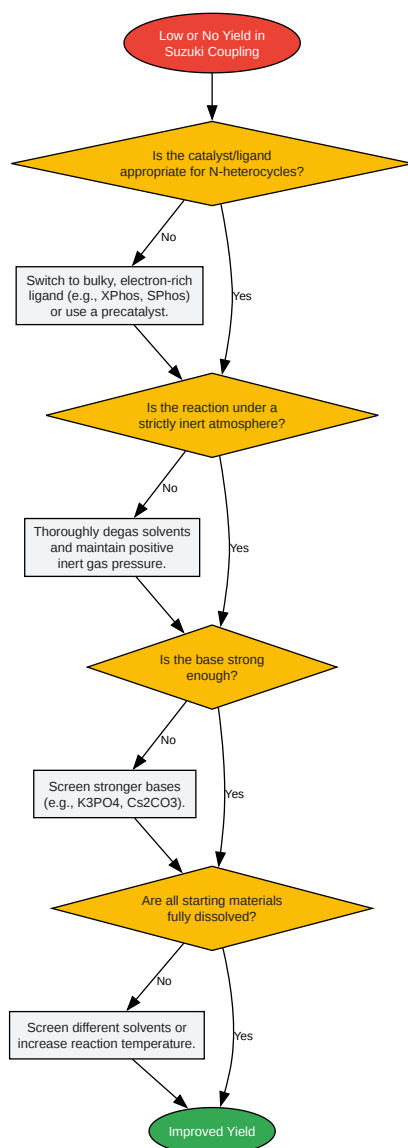 Low or No Yield in
Suzuki Coupling
Is the catalyst/ligand
appropriate for N-heterocycles?
No
Switch to bulky, electron-rich
ligand (e.g., XPhos, SPhos)
or use a precatalyst.
Yes
Is the reaction under a
strictly inert atmosphere?
No
Thoroughly degas solvents
and maintain positive
inert gas pressure.
Yes
Is the base strong
enough?
No
Screen stronger bases
(e.g., K3PO4, Cs2CO3).
Yes
Are all starting materials
fully dissolved?
No
Screen different solvents or
increase reaction temperature.
Yes
Improved Yield